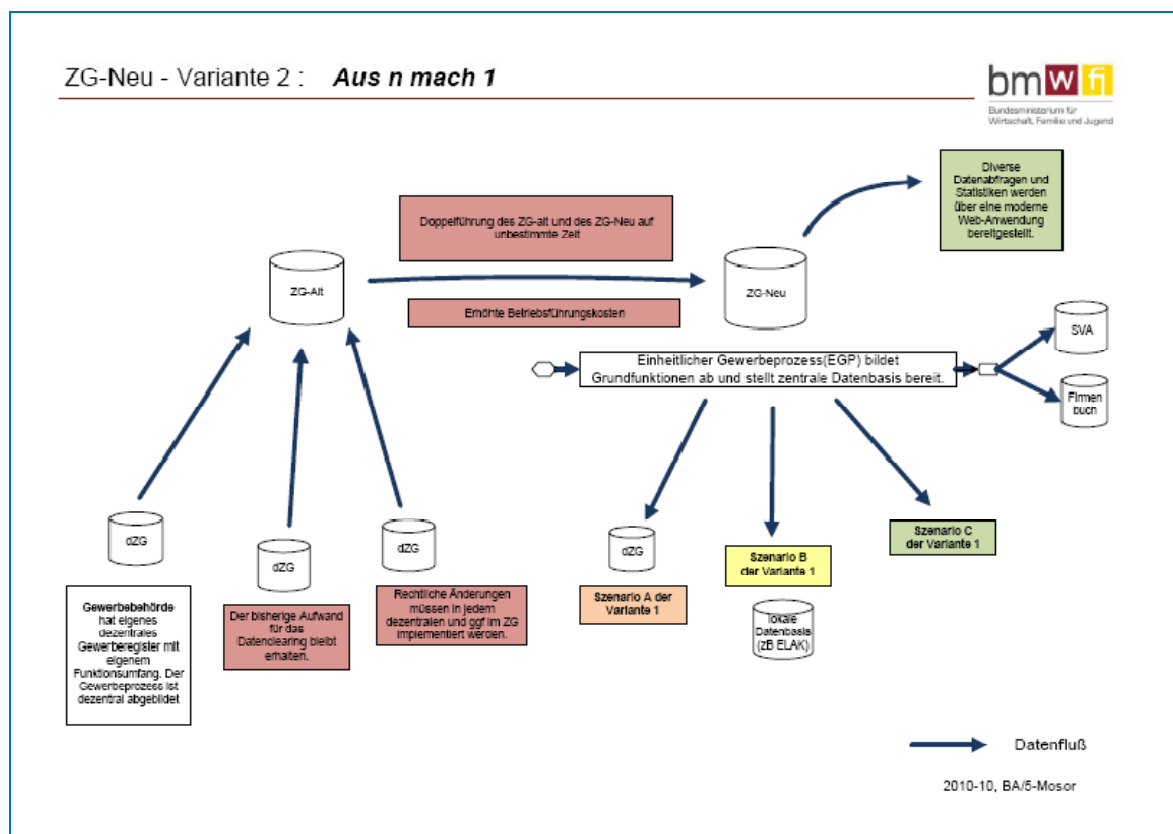 ZG-Neu - Variante 2 : Aus n mach 1
bmwfj
Bundesministerium für
Wirtschaft, Familie und Jugend
Diverse
Datenabfragen und
Statistiken werden
über eine moderne
Web-Anwendung
bereitgestellt.
Doppelführung des ZG-alt und des ZG-Neu auf
unbestimmte Zeit
ZG-Alt
ZG-Neu
Erhöhte Betriebsführungskosten
SVA
Einheitlicher Gewerbeprozess(EGP) bildet
Grundfunktionen ab und stellt zentrale Datenbasis bereit.
Firmen
buch
dZG
dZG
dZG
dZG
Szenario B
der Variante 1
Szenario C
der Variante 1
Gewerbebehörde
hat eigenes
dezentrales
Gewerberegister mit
eigenem
Funktionsumfang. Der
Gewerbeprozess ist
dezentral abgebildet
Der bisherige Aufwand
für das
Datenclearing bleibt
erhalten.
Rechtliche Änderungen
müssen in jedem
dezentralen und ggf im ZG
implementiert werden.
Szenario A der
Variante 1
lokale
Datenbasis
(zB ELAK)
Datenfluß
2010-10, BA/5-Mosor